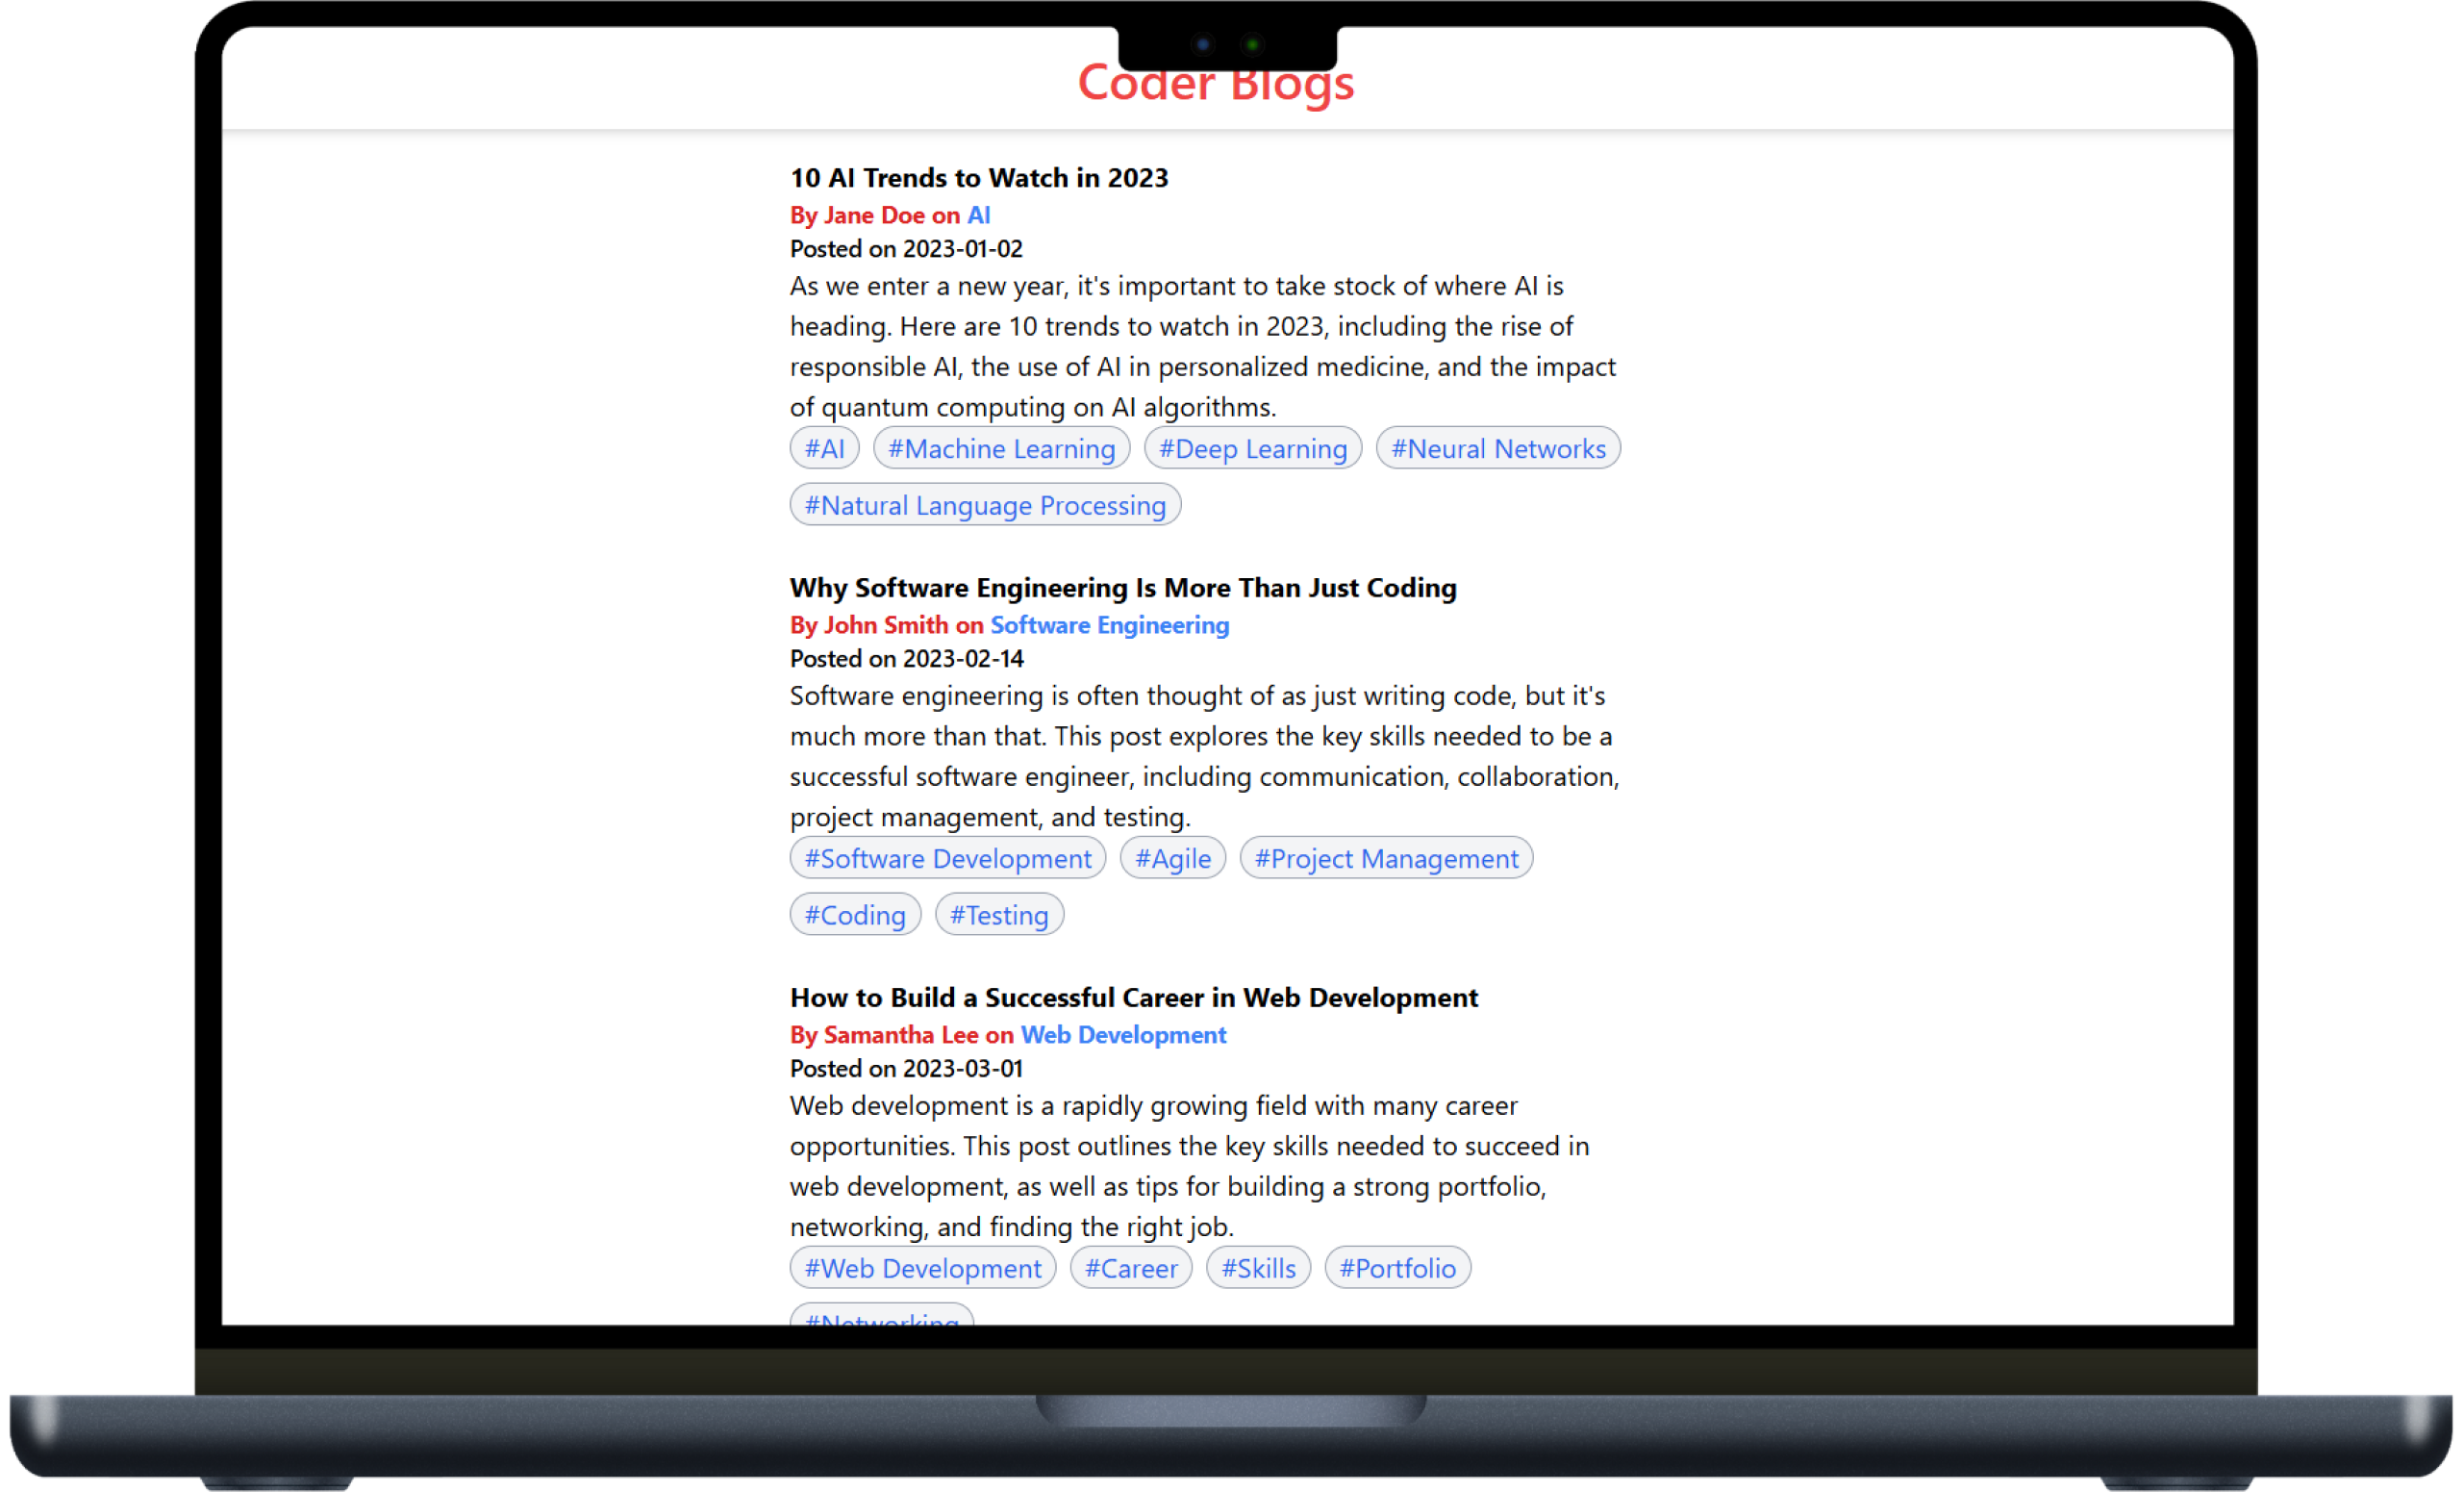 Coder Blogs
10 AI Trends to Watch in 2023
By Jane Doe on AI
Posted on 2023-01-02
As we enter a new year, it's important to take stock of where AI is
heading. Here are 10 trends to watch in 2023, including the rise of
responsible AI, the use of AI in personalized medicine, and the impact
of quantum computing on AI algorithms.
#AI #Machine Learning #Deep Learning #Neural Networks
#Natural Language Processing
Why Software Engineering Is More Than Just Coding
By John Smith on Software Engineering
Posted on 2023-02-14
Software engineering is often thought of as just writing code, but it's
much more than that. This post explores the key skills needed to be a
successful software engineer, including communication, collaboration,
project management, and testing.
#Software Development #Agile #Project Management
#Coding #Testing
How to Build a Successful Career in Web Development
By Samantha Lee on Web Development
Posted on 2023-03-01
Web development is a rapidly growing field with many career
opportunities. This post outlines the key skills needed to succeed in
web development, as well as tips for building a strong portfolio,
networking, and finding the right job.
#Web Development #Career #Skills #Portfolio
#Networking